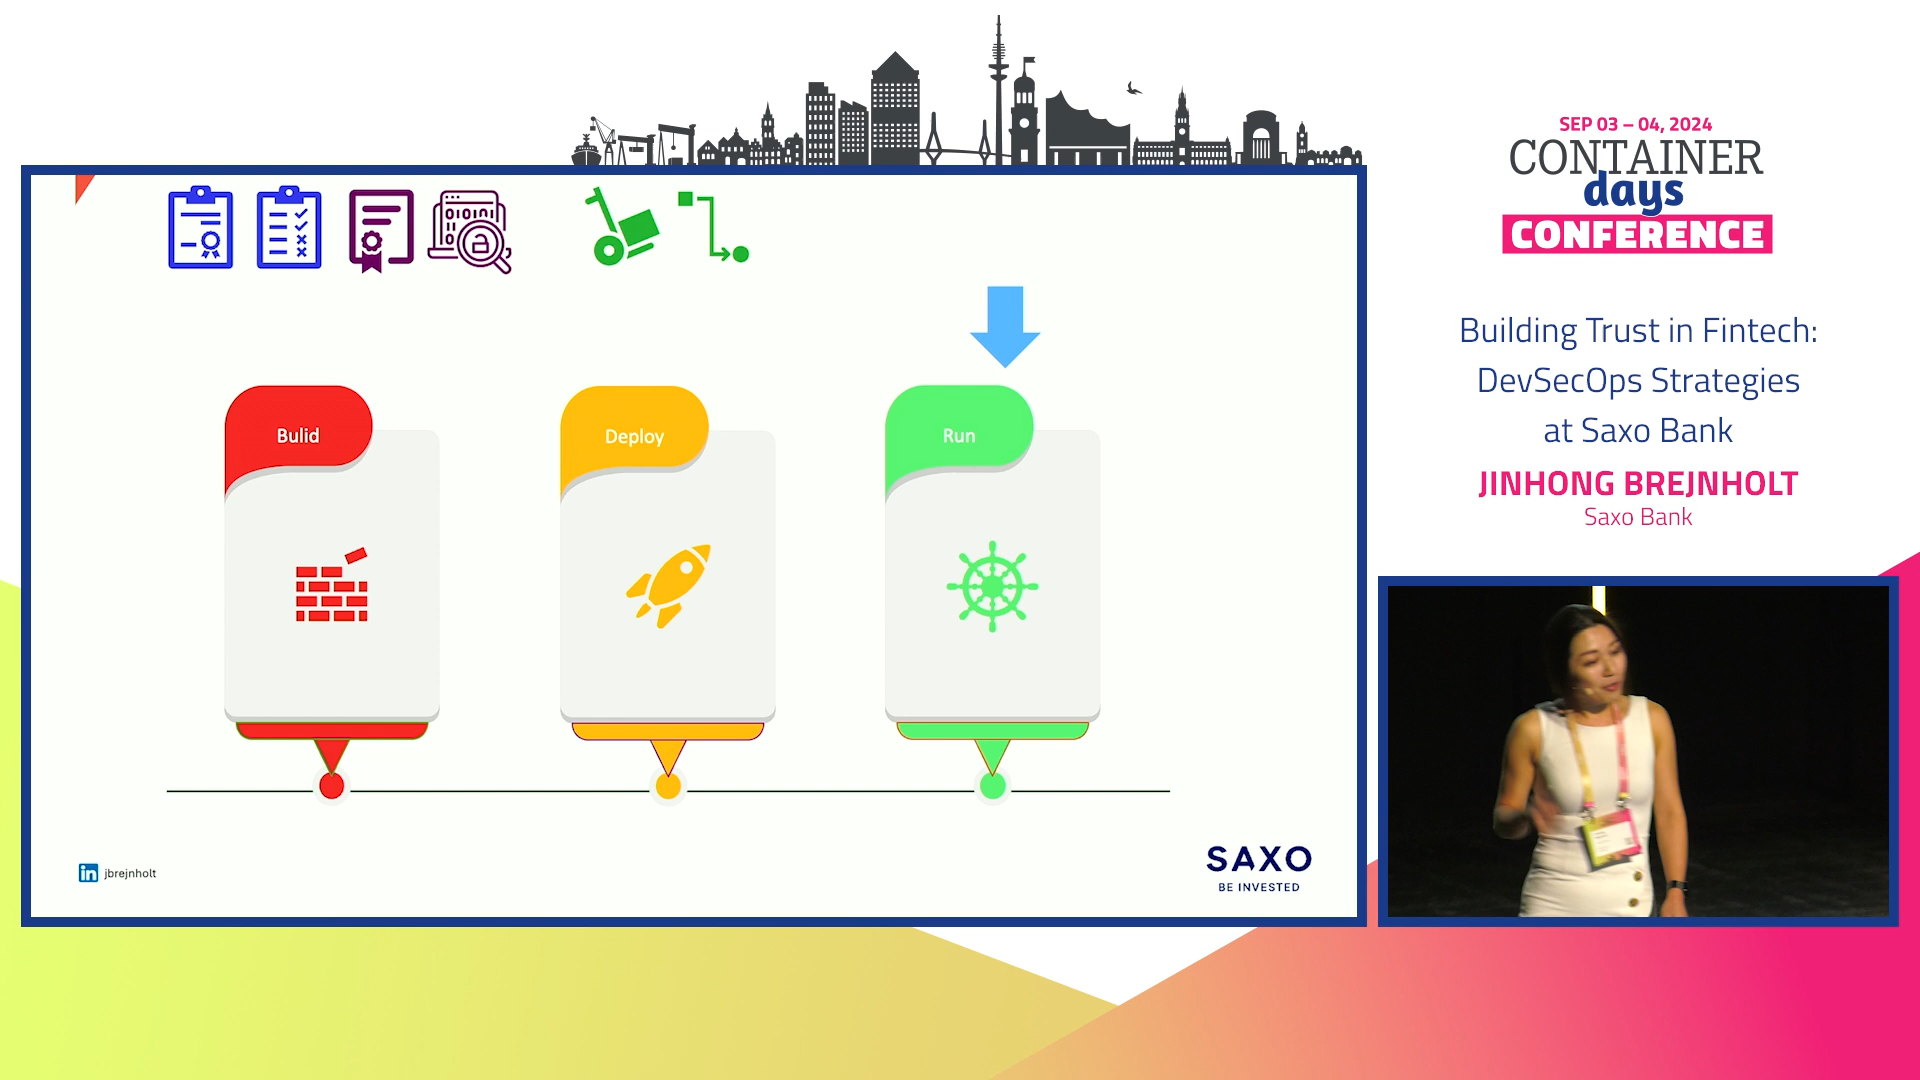 SEP 03 – 04, 2024
CONTAINER
days
CONFERENCE
Building Trust in Fintech:
DevSecOps Strategies
at Saxo Bank
JINHONG BREJNHOLT
Saxo Bank
Bulid
Deploy
Run
in jbrejnholt
SAXO
BE INVESTED